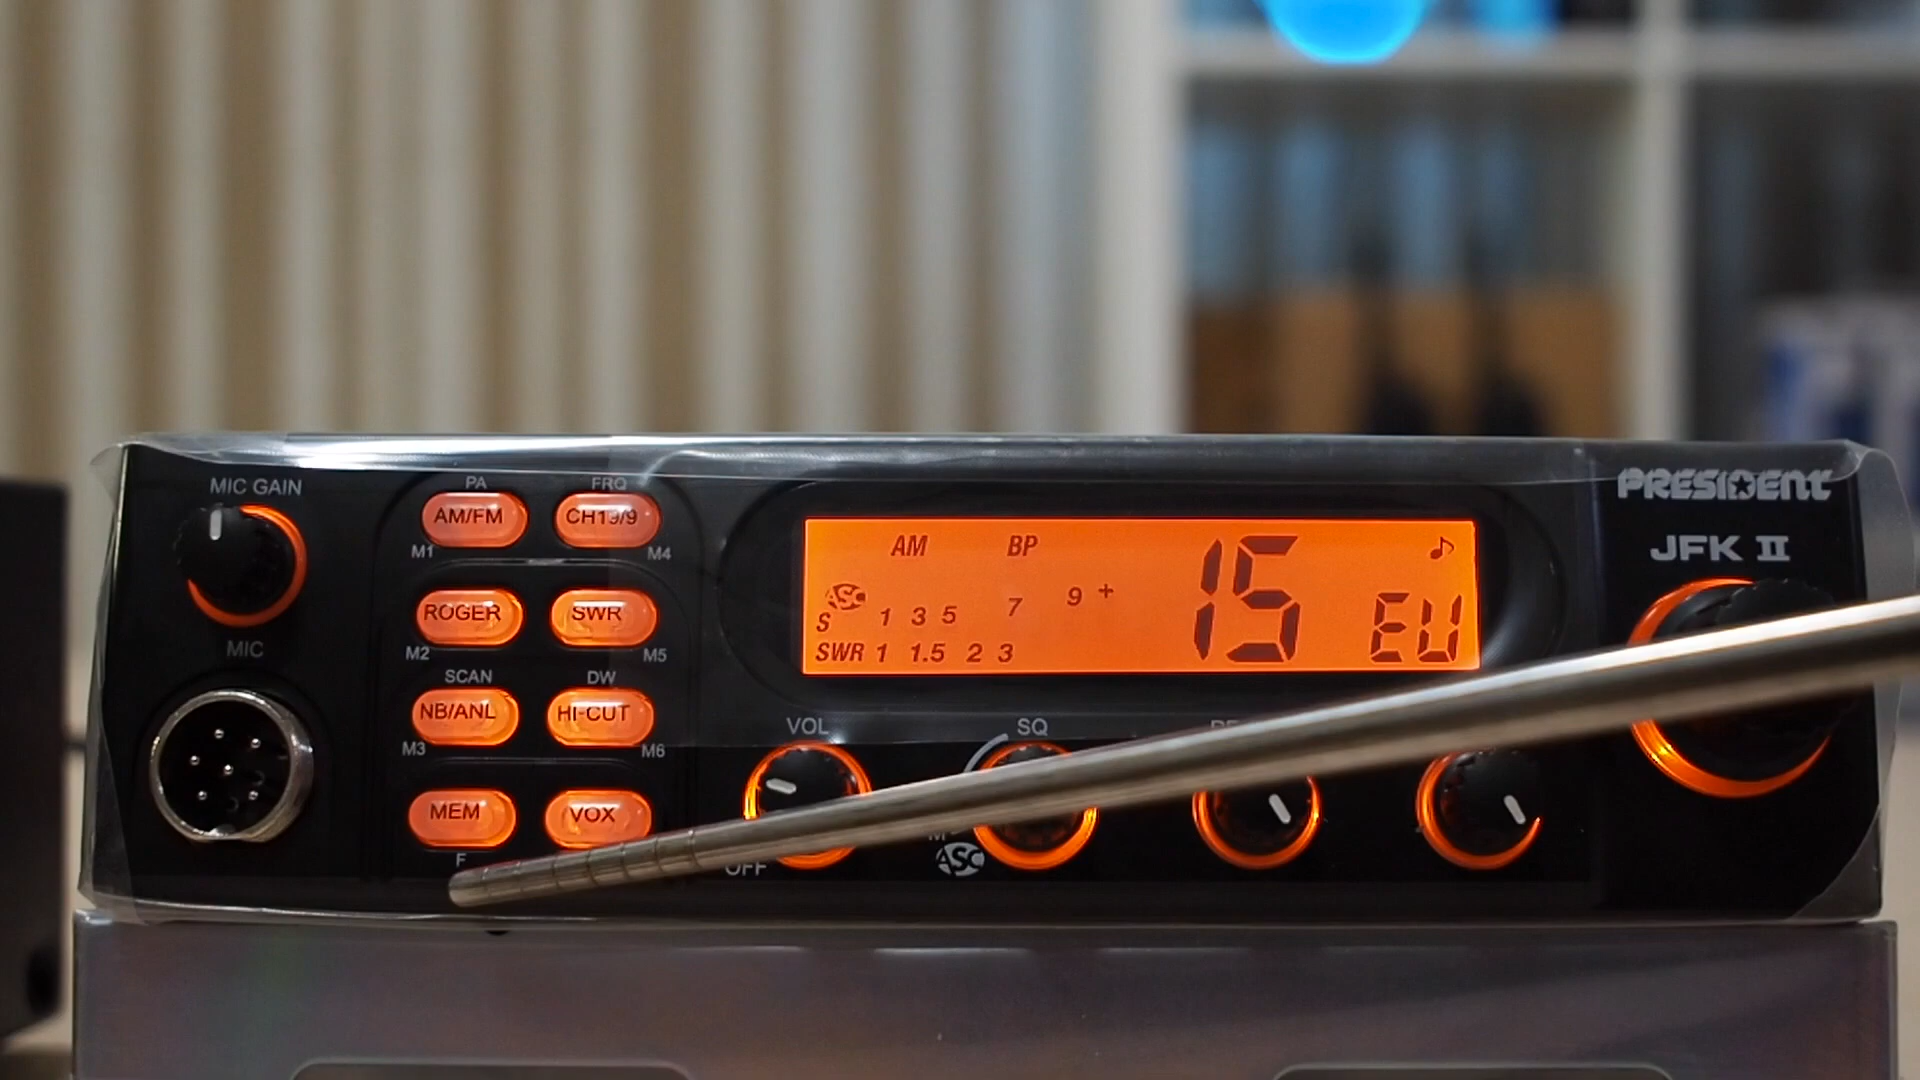 MIC GAIN
MIC
PA
FRQ
AM/FM
CH19/9
M1
M4
ROGER
SWR
M2
M5
SCAN
DW
NB/ANL
HI-CUT
M3
M6
MEM
VOX
F
AM BP
ASC
S 1 3 5 7 9 +
SWR 1 1.5 2 3
15
EU
VOL
SQ
OFF
ASC
PRESIDENT
JFK II